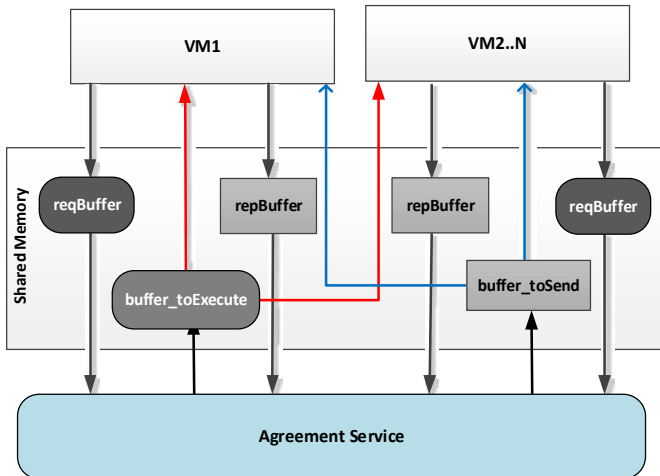 VM1
VM2..N
Shared Memory
reqBuffer
repBuffer
repBuffer
reqBuffer
buffer_toExecute
buffer_toSend
Agreement Service